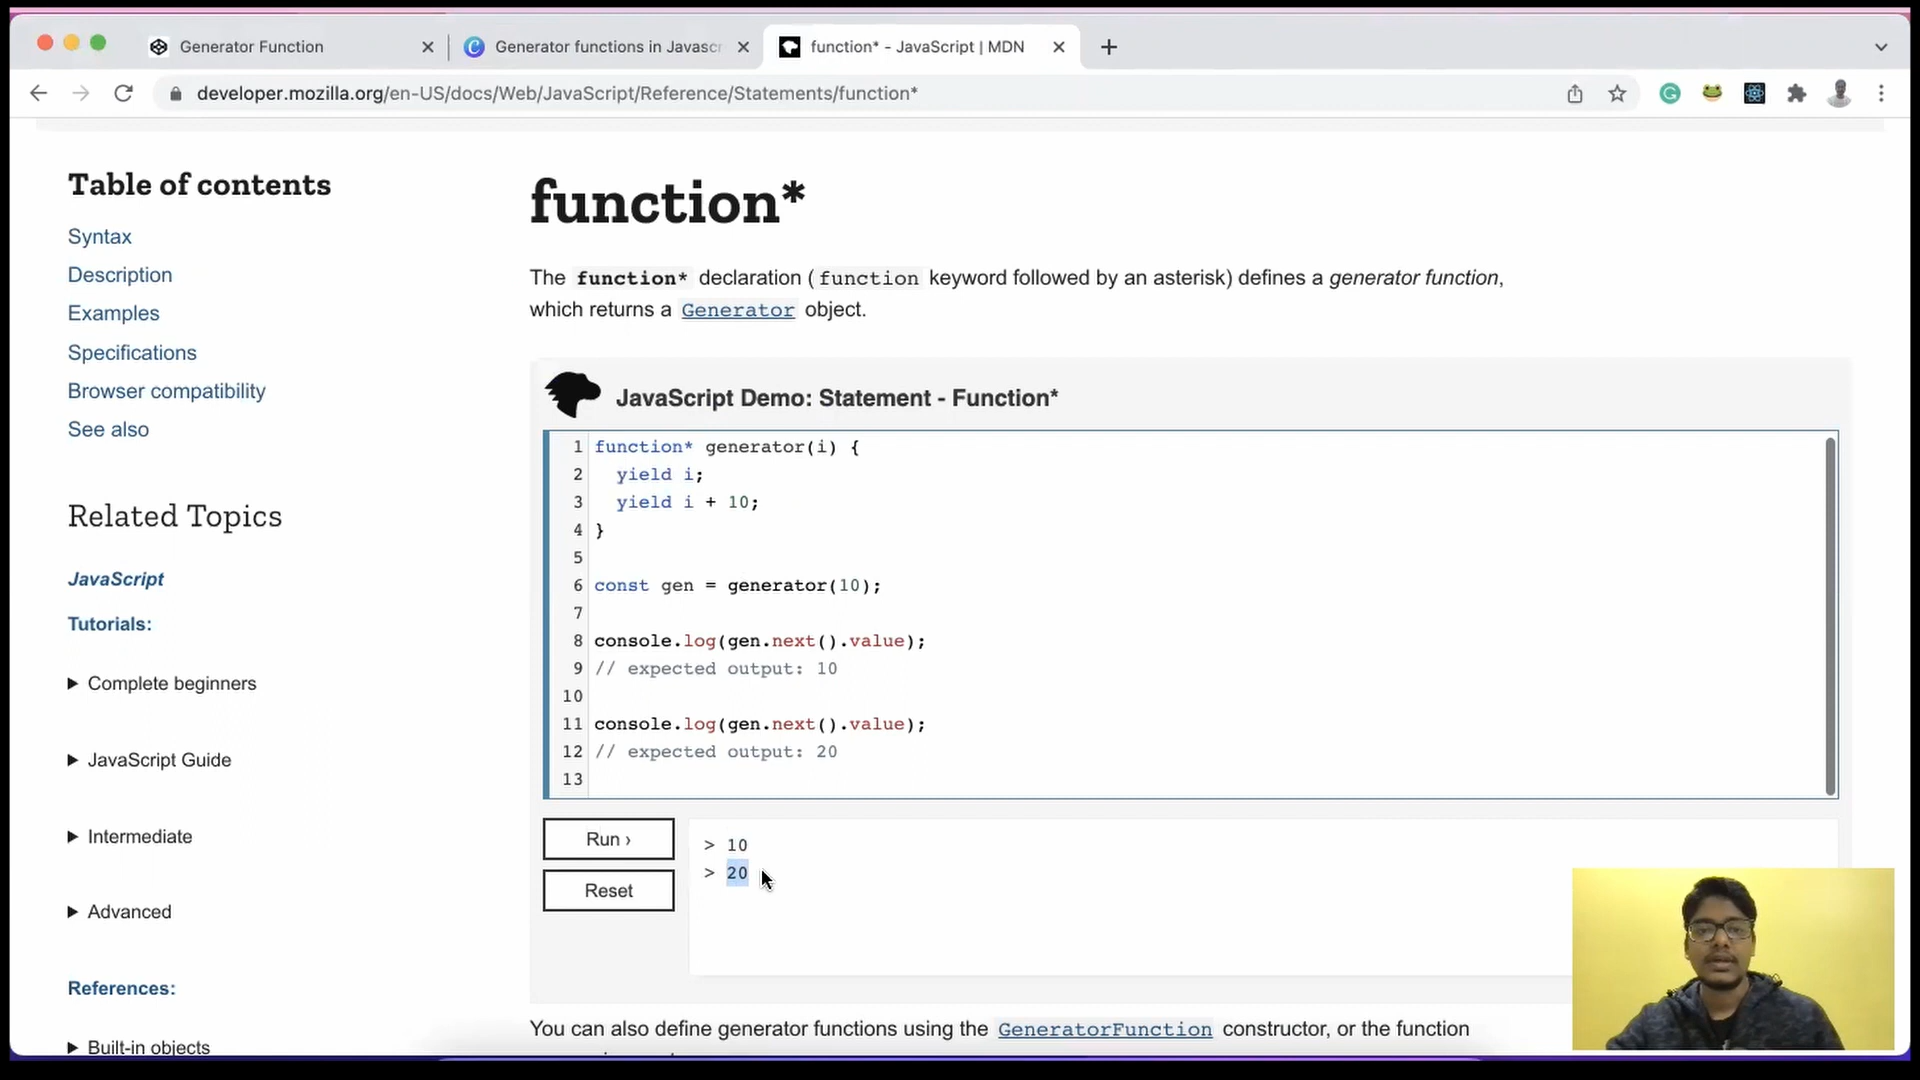 Generator Function
Generator functions in Javasc
function* - JavaScript | MDN
developer.mozilla.org/en-US/docs/Web/JavaScript/Reference/Statements/function*
Table of contents
Syntax
Description
Examples
Specifications
Browser compatibility
See also
Related Topics
JavaScript
Tutorials:
Complete beginners
JavaScript Guide
Intermediate
Advanced
References:
Built-in objects
function*
The function* declaration (function keyword followed by an asterisk) defines a generator function,
which returns a Generator object.
JavaScript Demo: Statement - Function*
1 function* generator(i) {
2 yield i;
3 yield i + 10;
4 }
5
6 const gen = generator(10);
7
8 console.log(gen.next().value);
9 // expected output: 10
10
11 console.log(gen.next().value);
12 // expected output: 20
13
Run ›
Reset
> 10
> 20
You can also define generator functions using the GeneratorFunction constructor, or the function